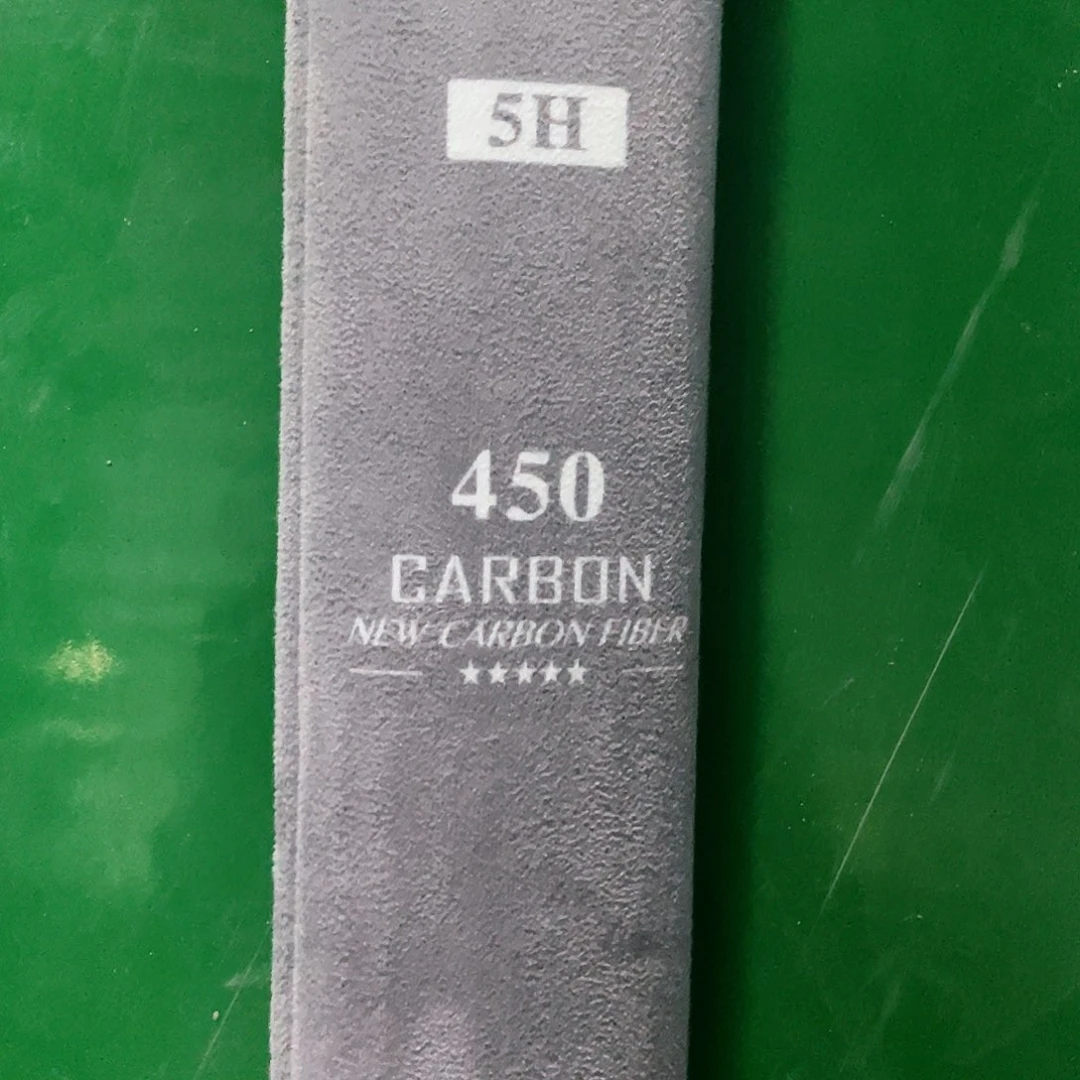 5H
450
CARBON
NEW CARBON FIBER
★★★★★